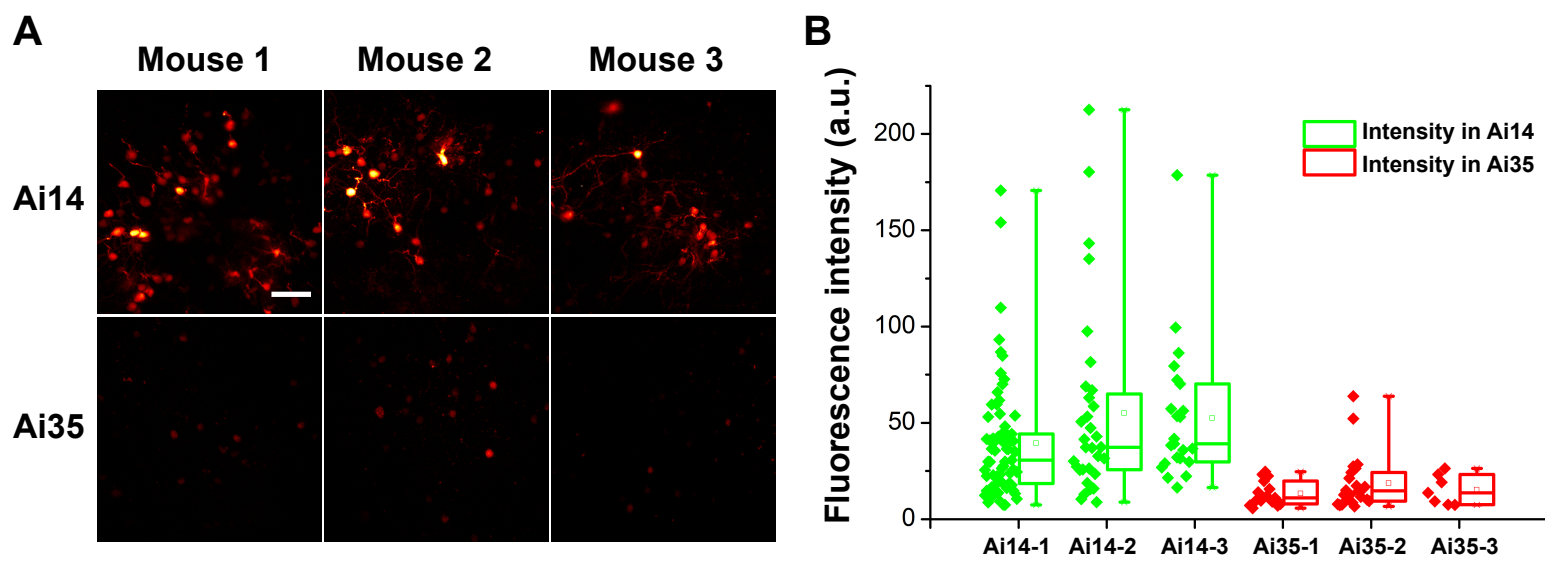 A
Mouse 1 Mouse 2 Mouse 3
Ai14
Ai35
B
Fluorescence intensity (a.u.)
200
150
100
50
0
Intensity in Ai14
Intensity in Ai35
Ai14-1 Ai14-2 Ai14-3 Ai35-1 Ai35-2 Ai35-3